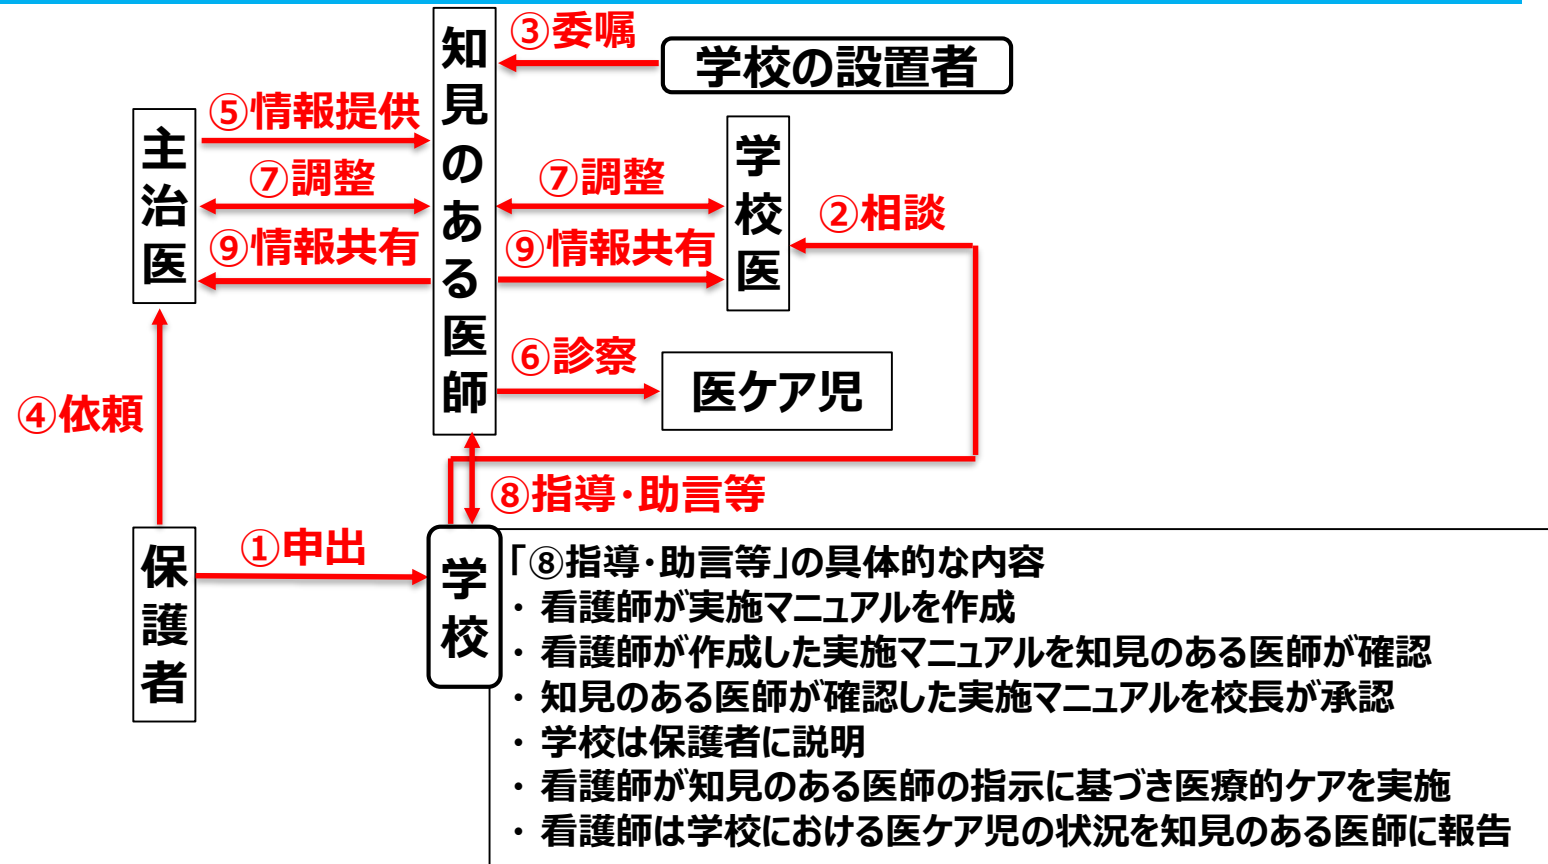 ③委嘱
学校の設置者
知見のある医師
⑤情報提供
主治医
学校医
⑦調整
⑦調整
②相談
⑨情報共有
⑨情報共有
⑥診察
医ケア児
④依頼
⑧指導・助言等
保護者
①申出
学校
「⑧指導・助言等」の具体的な内容
・ 看護師が実施マニュアルを作成
・ 看護師が作成した実施マニュアルを知見のある医師が確認
・ 知見のある医師が確認した実施マニュアルを校長が承認
・ 学校は保護者に説明
・ 看護師が知見のある医師の指示に基づき医療的ケアを実施
・ 看護師は学校における医ケア児の状況を知見のある医師に報告